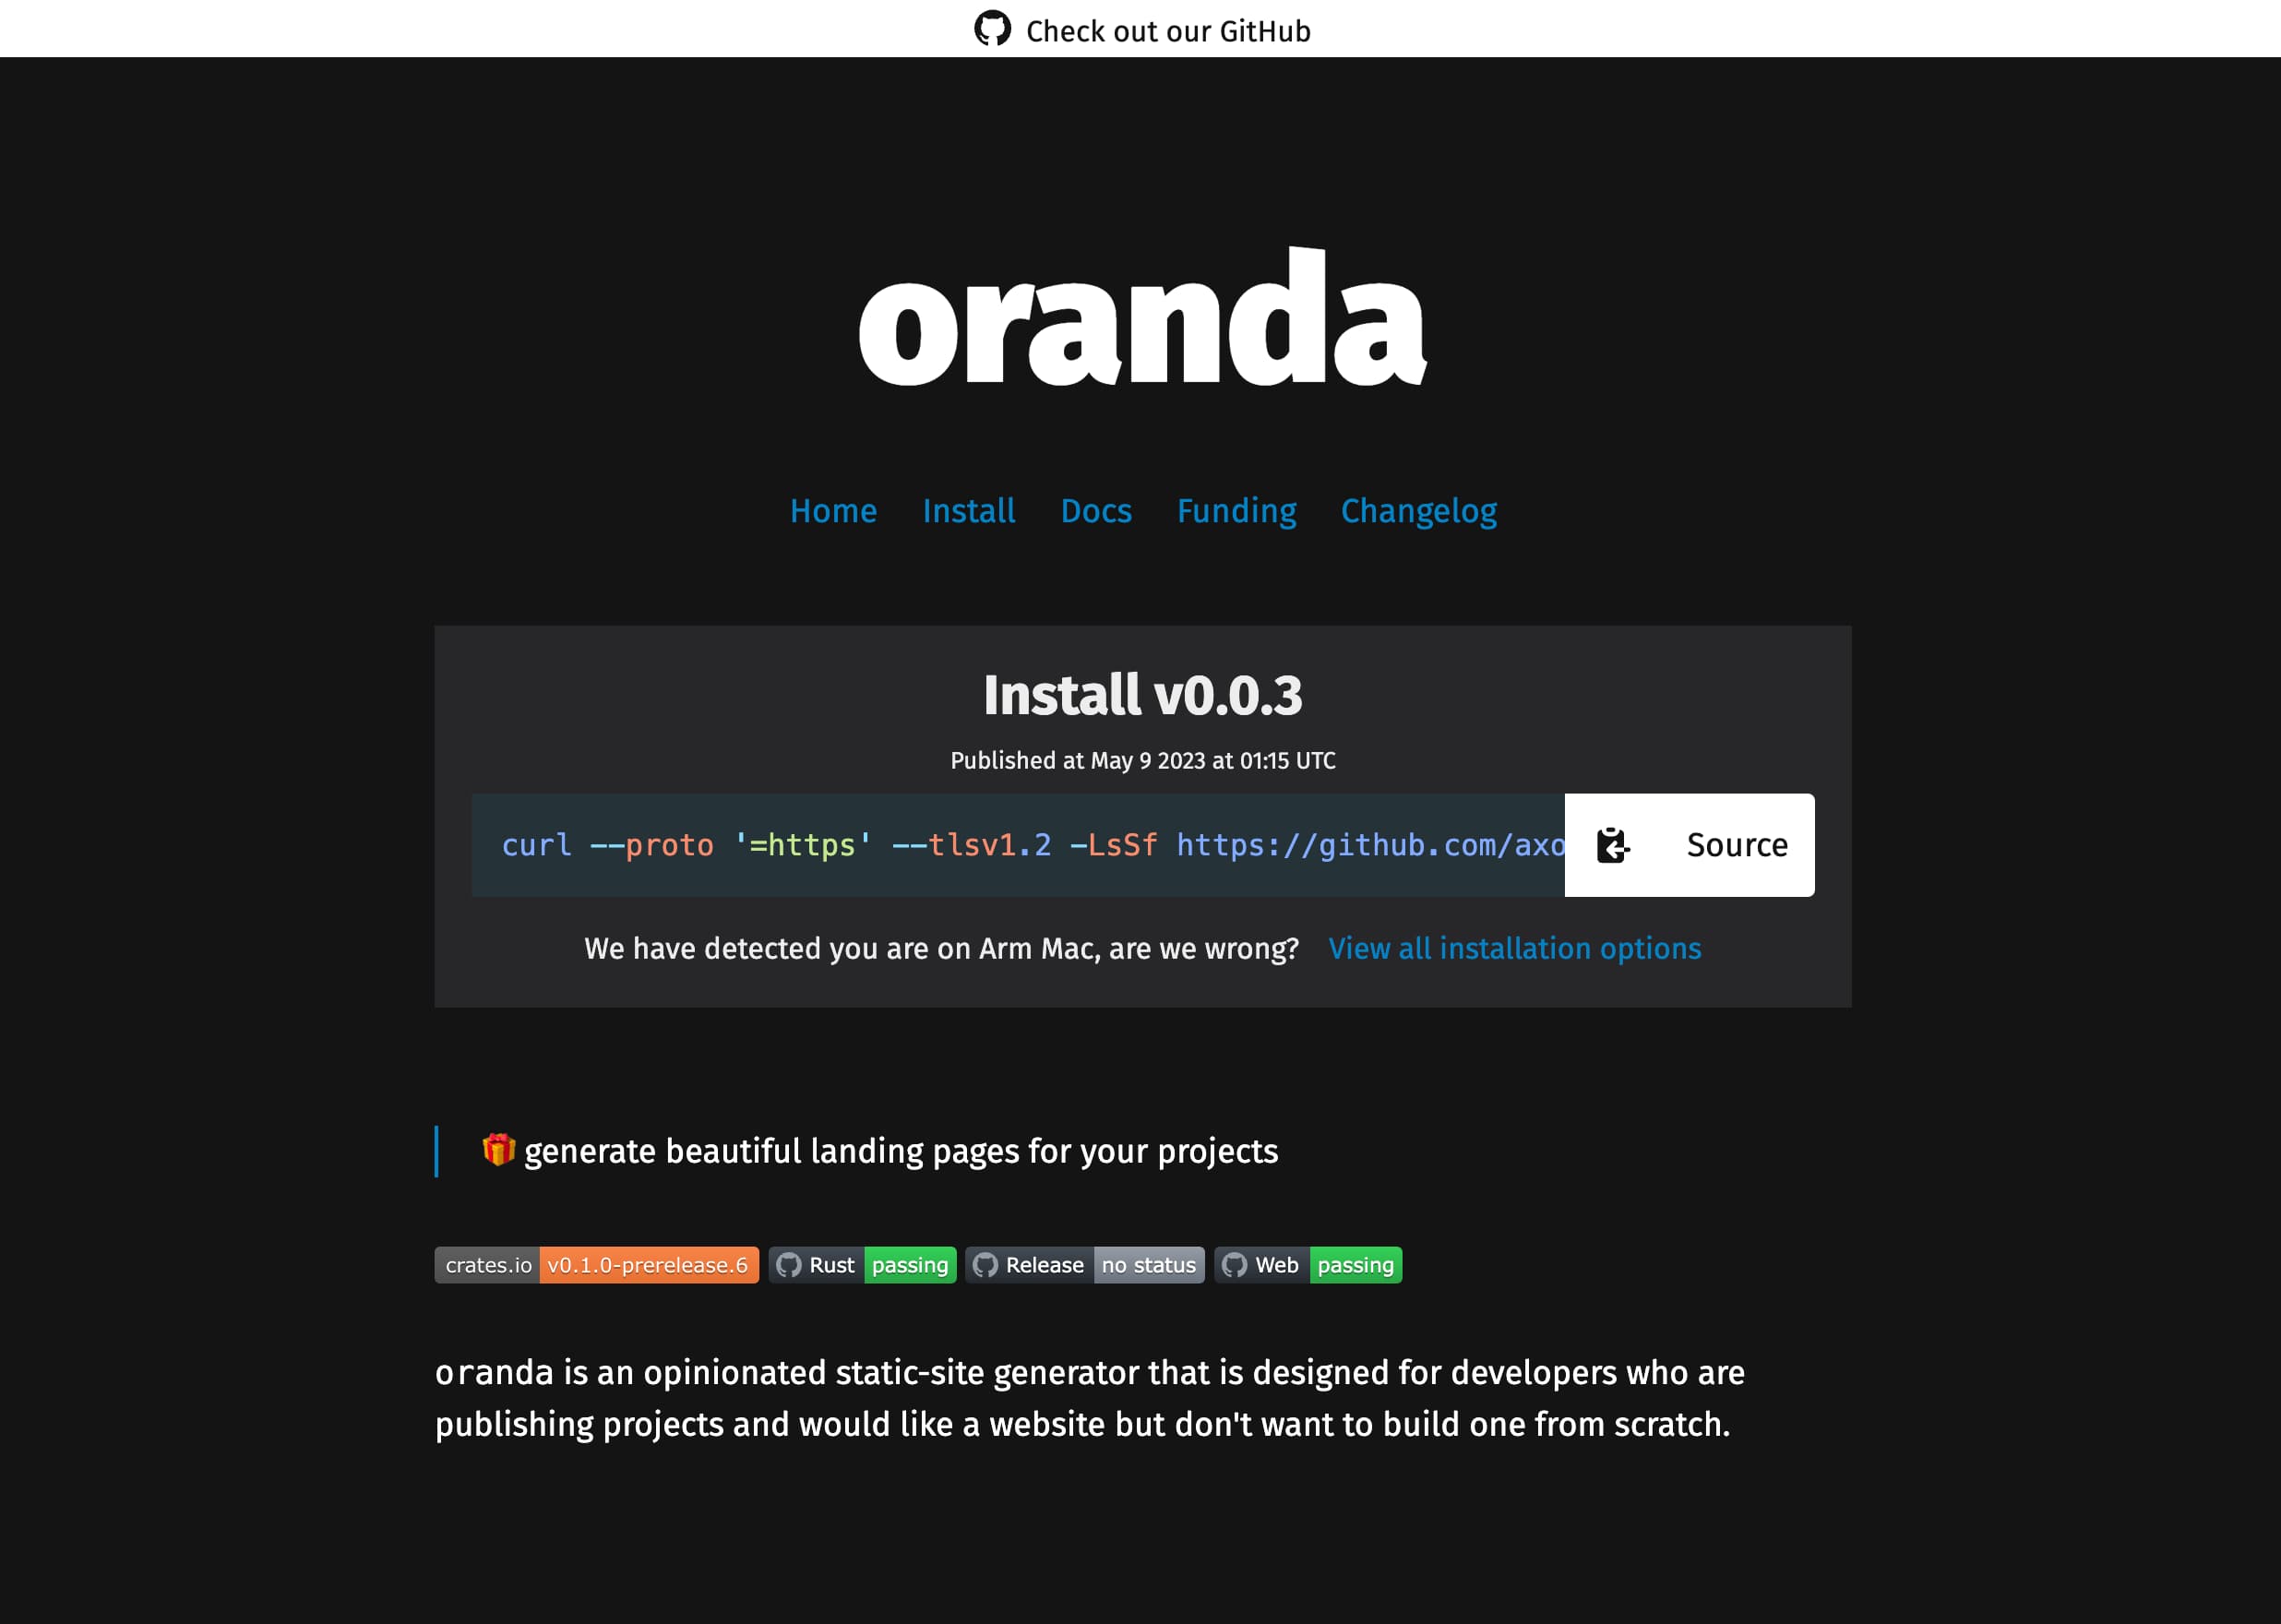 Check out our GitHub
oranda
Home Install Docs Funding Changelog
Install v0.0.3
Published at May 9 2023 at 01:15 UTC
curl --proto '=https' --tlsv1.2 -LsSf https://github.com/axo
Source
We have detected you are on Arm Mac, are we wrong? View all installation options
🎁 generate beautiful landing pages for your projects
crates.io v0.1.0-prerelease.6 Rust passing Release no status Web passing
oranda is an opinionated static-site generator that is designed for developers who are
publishing projects and would like a website but don't want to build one from scratch.